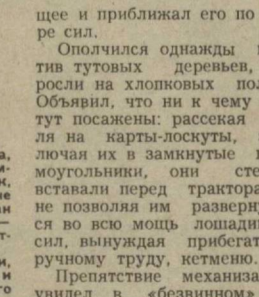 щее и приближал его по
ре сил.
Ополчился однажды
тив тутовых деревьев,
росли на хлопковых пол
Объявил, что ни к чему
тут посажены: рассекая
ля на карты-лоскуты,
лючая их в замкнутые
моугольники, они сте
вставали перед трактора
не позволяя им разверну
ся во всю мощь лошади
сил, вынуждая прибегат
ручному труду, кетменю.
Препятствие механиза
увидел в «безвинном»